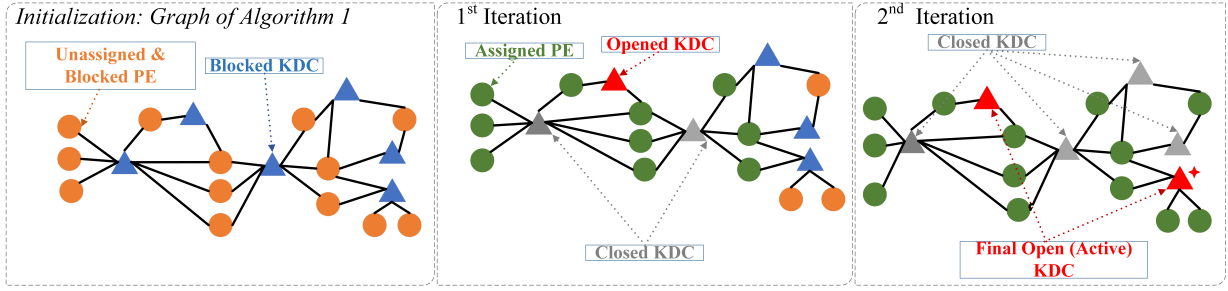 Initialization: Graph of Algorithm 1
Unassigned &
Blocked PE
Blocked KDC
1st Iteration
Assigned PE
Opened KDC
Closed KDC
2nd Iteration
Closed KDC
Final Open (Active)
KDC